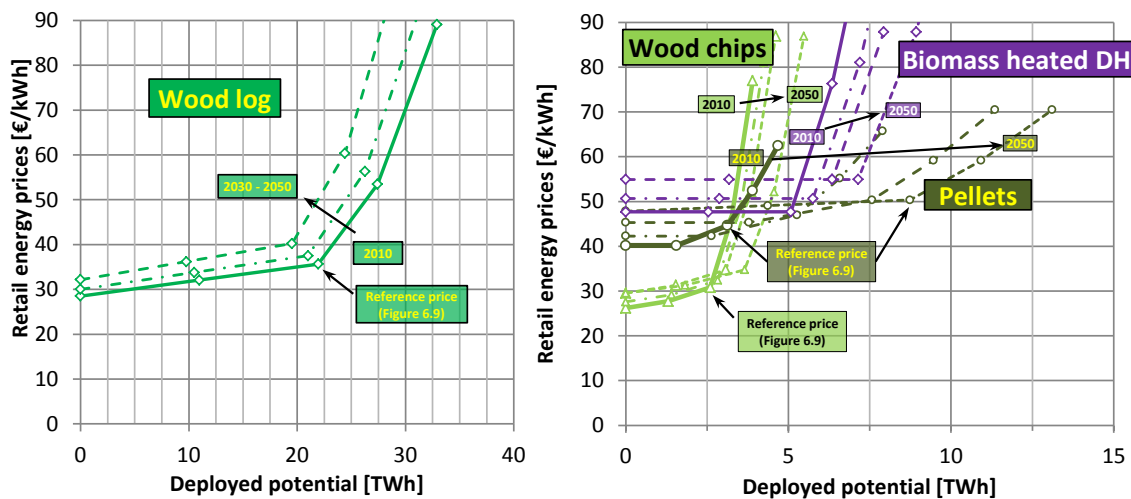 Retail energy prices [€/kWh]
90
80
70
60
50
40
30
20
10
0
Wood log
2030 - 2050
2010
Reference price
(Figure 6.9)
0
10
20
30
40
Deployed potential [TWh]
Retail energy prices [€/kWh]
90
80
70
60
50
40
30
20
10
0
Wood chips
Biomass heated DH
2010
2050
2010
2050
2010
2050
Pellets
Reference price
(Figure 6.9)
Reference price
(Figure 6.9)
0
5
10
15
Deployed potential [TWh]